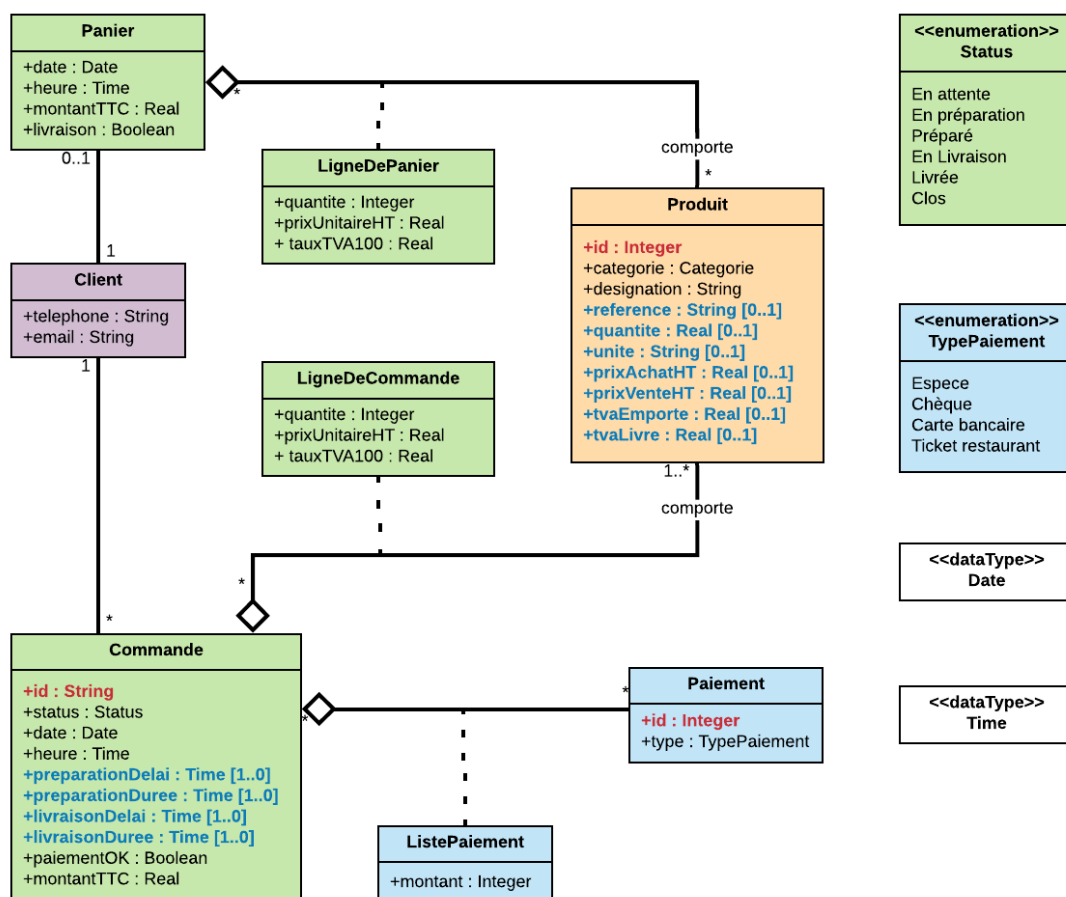 Panier
+date : Date
+heure : Time
+montantTTC : Real
+livraison : Boolean
0..1
*
comporte
*
LigneDePanier
+quantite : Integer
+prixUnitaireHT : Real
+ tauxTVA100 : Real
Produit
+id : Integer
+categorie : Categorie
+designation : String
+reference : String [0..1]
+quantite : Real [0..1]
+unite : String [0..1]
+prixAchatHT : Real [0..1]
+prixVenteHT : Real [0..1]
+tvaEmporte : Real [0..1]
+tvaLivre : Real [0..1]
1..*
comporte
1
Client
+telephone : String
+email : String
1
LigneDeCommande
+quantite : Integer
+prixUnitaireHT : Real
+ tauxTVA100 : Real
*
*
Commande
+id : String
+status : Status
+date : Date
+heure : Time
+preparationDelai : Time [1..0]
+preparationDuree : Time [1..0]
+livraisonDelai : Time [1..0]
+livraisonDuree : Time [1..0]
+paiementOK : Boolean
+montantTTC : Real
*
*
Paiement
+id : Integer
+type : TypePaiement
ListePaiement
+montant : Integer
<<enumeration>>
Status
En attente
En préparation
Préparé
En Livraison
Livrée
Clos
<<enumeration>>
TypePaiement
Espece
Chèque
Carte bancaire
Ticket restaurant
<<dataType>>
Date
<<dataType>>
Time